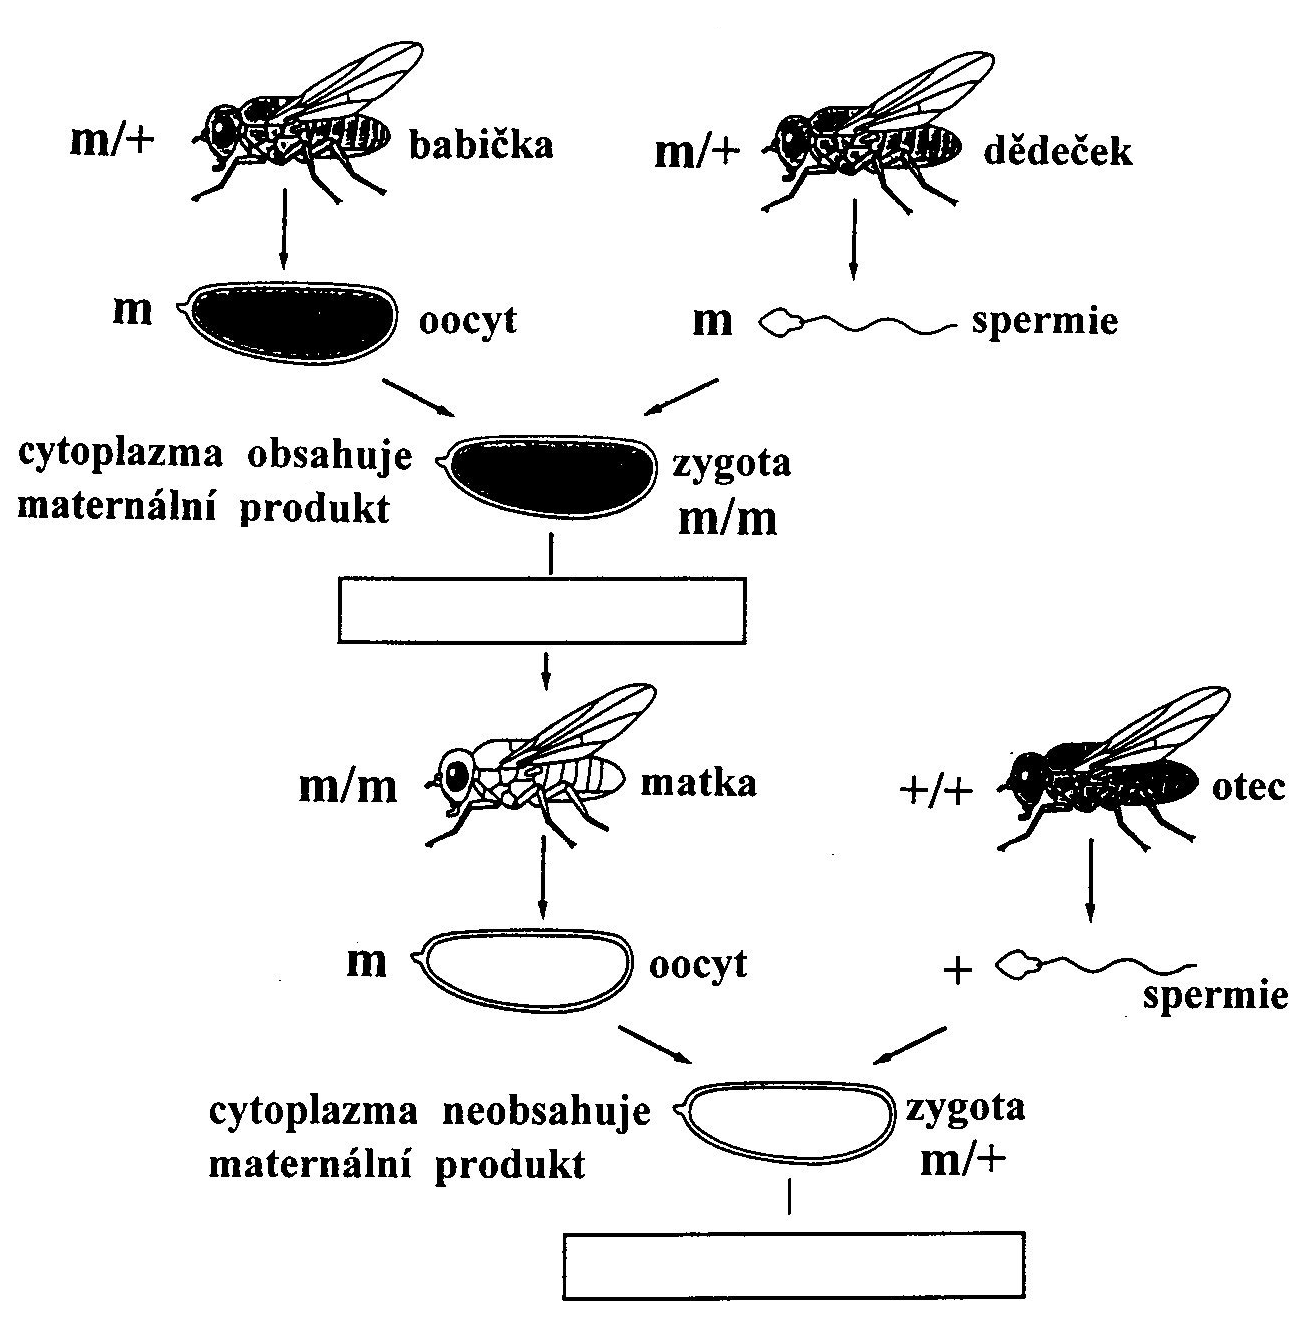 m/+ babička m/+ dědeček
m oocyt m spermie
cytoplazma obsahuje
maternální produkt
zygota
m/m
m/m matka +/+ otec
m oocyt + spermie
cytoplazma neobsahuje
maternální produkt
zygota
m/+